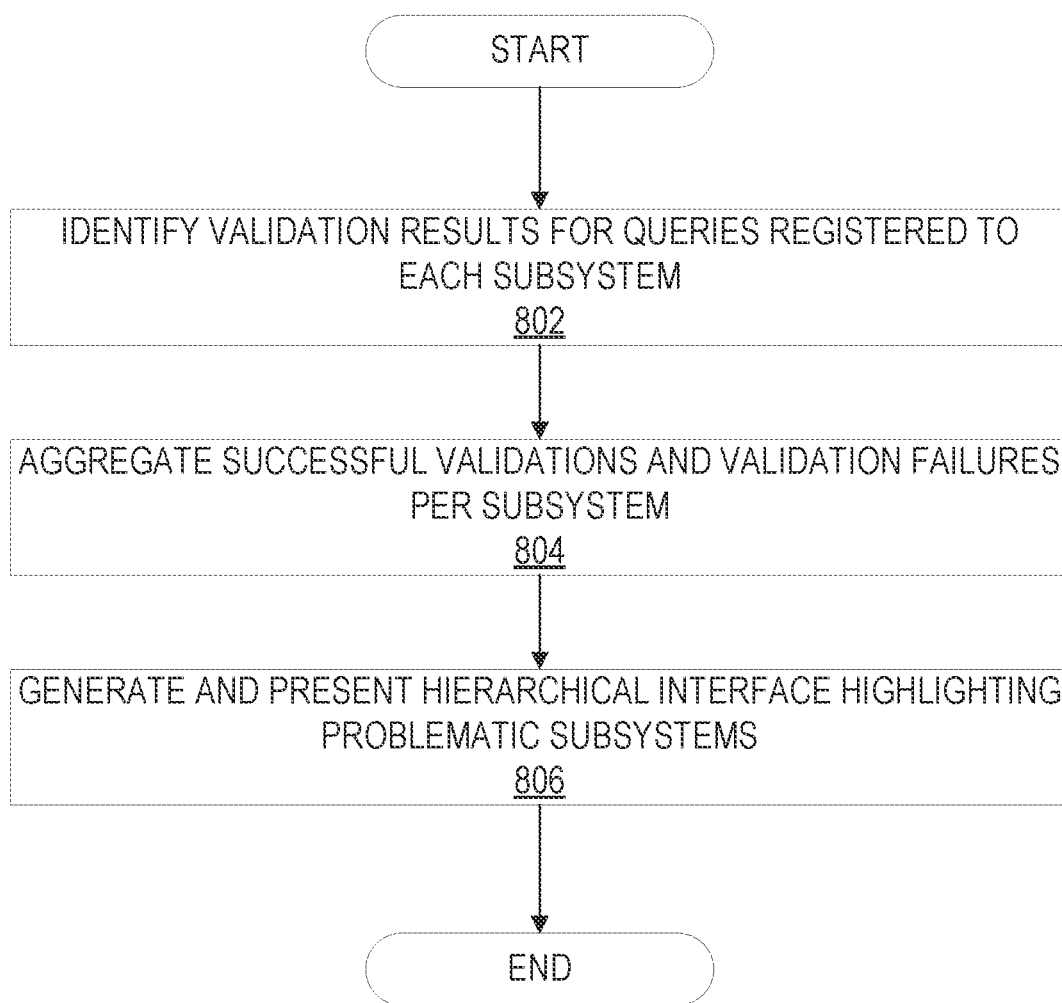 START
IDENTIFY VALIDATION RESULTS FOR QUERIES REGISTERED TO
EACH SUBSYSTEM
802
AGGREGATE SUCCESSFUL VALIDATIONS AND VALIDATION FAILURES
PER SUBSYSTEM
804
GENERATE AND PRESENT HIERARCHICAL INTERFACE HIGHLIGHTING
PROBLEMATIC SUBSYSTEMS
806
END